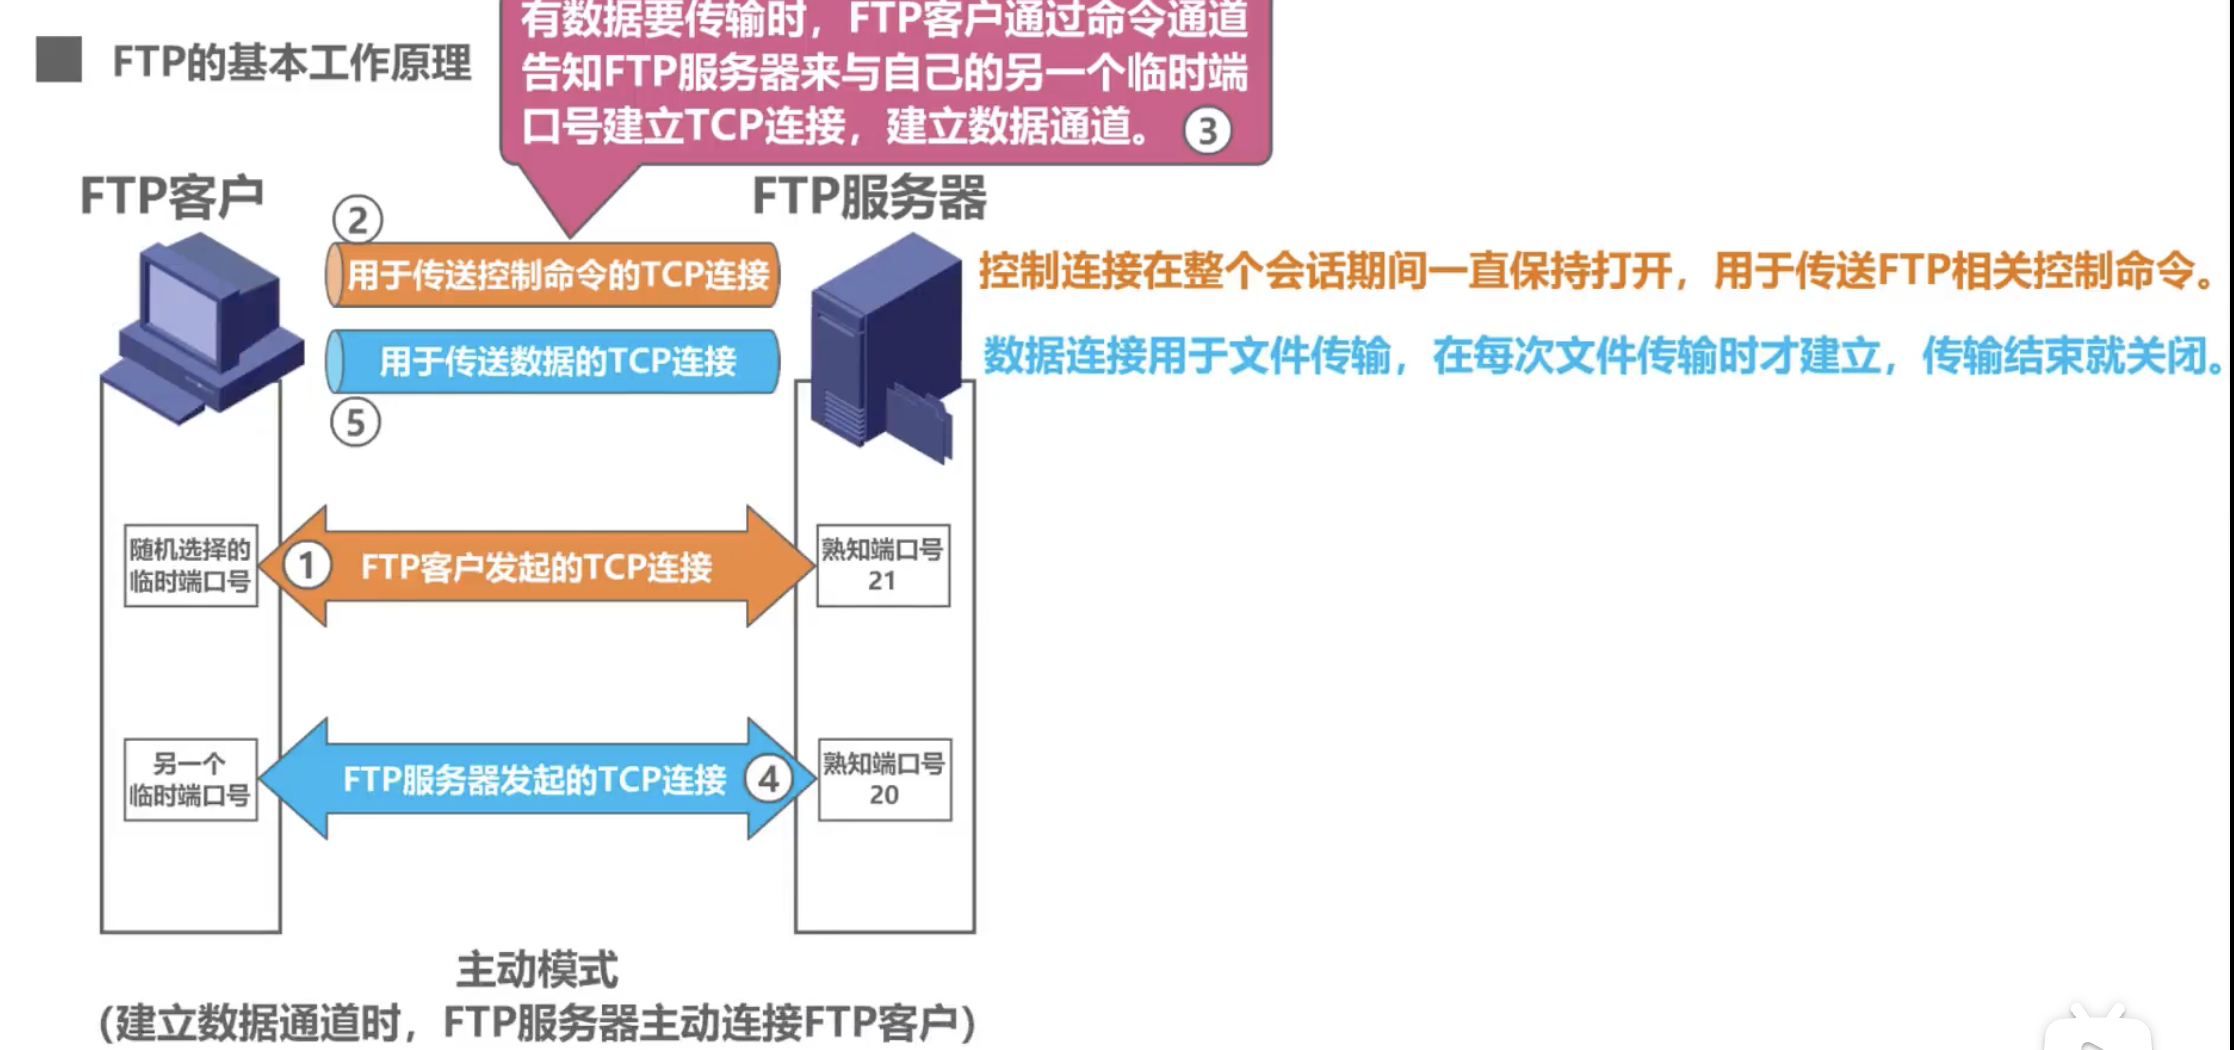 FTP的基本工作原理
有数据要传输时，FTP客户通过命令通道
告知FTP服务器来与自己的另一个临时端
口号建立TCP连接，建立数据通道。 ③
FTP客户
FTP服务器
②
用于传送控制命令的TCP连接
控制连接在整个会话期间一直保持打开，用于传送FTP相关控制命令。
用于传送数据的TCP连接
数据连接用于文件传输，在每次文件传输时才建立，传输结束就关闭。
⑤
随机选择的
临时端口号
① FTP客户发起的TCP连接
熟知端口号
21
另一个
临时端口号
FTP服务器发起的TCP连接 ④
熟知端口号
20
主动模式
(建立数据通道时，FTP服务器主动连接FTP客户)